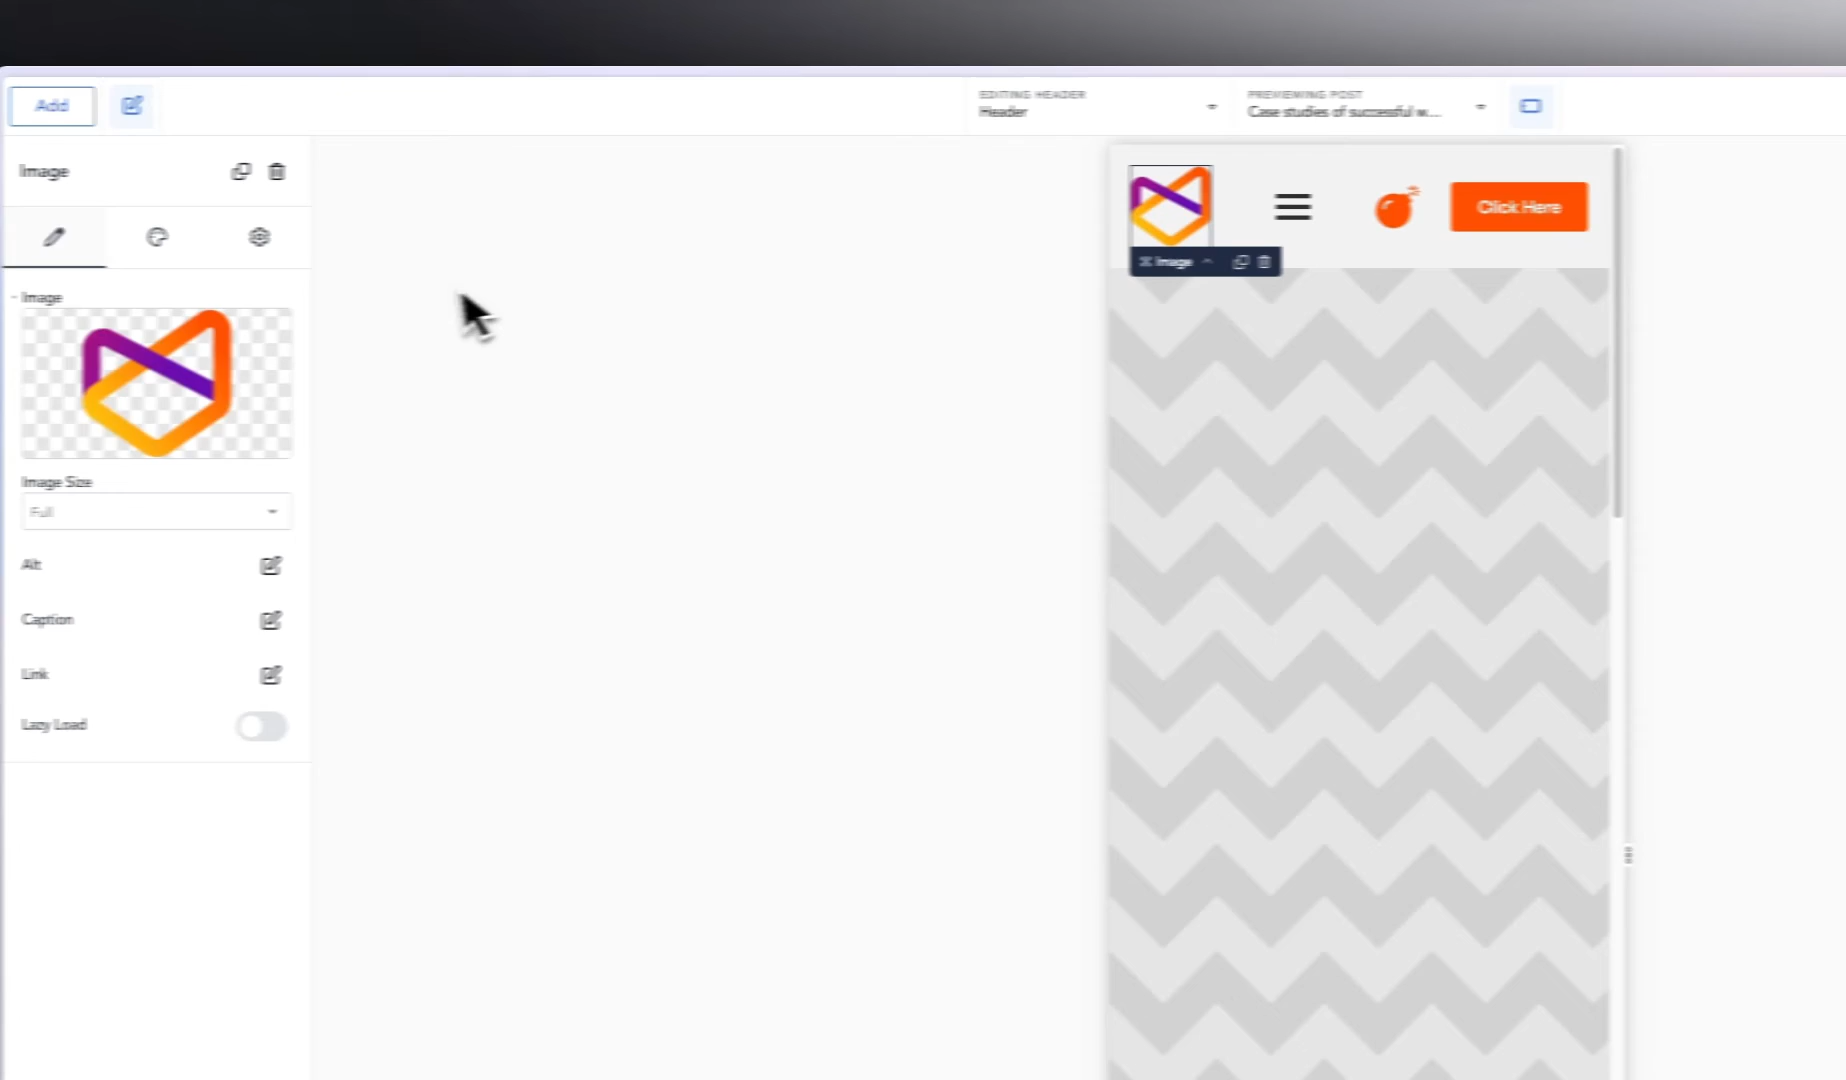 Add
EDITING HEADER
Header
PREVIEWING POST
Case studies of successful w...
Image
Click Here
Image
Image
Image Size
Full
Alt
Caption
Link
Lazy Load